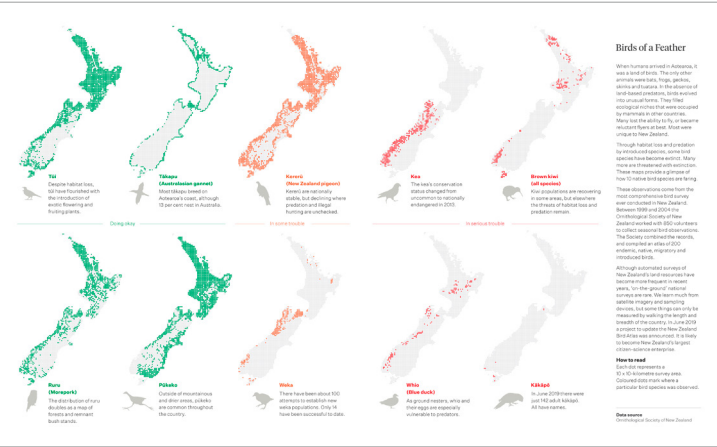 Birds of a Feather
When humans arrived in Aotearoa, it
was a land of birds. The only other
animals were bats, frogs, geckos,
skinks and tuatara. In the absence of
land-based predators, birds evolved
into unusual forms. They filled
ecological niches that were occupied
by mammals in other countries.
Many lost the ability to fly, or became
reluctant flyers at best. Most were
unique to New Zealand.
Through habitat loss and predation
by introduced species, some bird
species have become extinct. Many
more are threatened with extinction.
These maps provide a glimpse of
how 10 native bird species are faring.
These observations come from the
most comprehensive bird survey
ever conducted in New Zealand.
Between 1999 and 2004 the
Ornithological Society of New
Zealand worked with 850 volunteers
to collect seasonal bird observations.
The Society combined the records,
and compiled an atlas of 200
endemic, native, migratory and
introduced birds.
Although automated surveys of
New Zealand's land resources have
become more frequent in recent
years, 'on-the-ground' national
surveys are rare. We learn much from
satellite imagery and sampling
devices, but some things can only be
measured by walking the length and
breadth of the country. In June 2019
a project to update the New Zealand
Bird Atlas was announced. It is likely
to become New Zealand's largest
citizen-science enterprise.
How to read
Each dot represents a
10 x 10-kilometre survey area.
Coloured dots mark where a
particular bird species was observed.
Data source
Ornithological Society of New Zealand
Tūī
Despite habitat loss,
tūī have flourished with
the introduction of
exotic flowering and
fruiting plants.
Tākapu
(Australasian gannet)
Most tākapu breed on
Aotearoa's coast, although
13 per cent nest in Australia.
Kererū
(New Zealand pigeon)
Kererū are nationally
stable, but declining where
predation and illegal
hunting are unchecked.
Kea
The kea's conservation
status changed from
uncommon to nationally
endangered in 2013.
Brown kiwi
(all species)
Kiwi populations are recovering
in some areas, but elsewhere
the threats of habitat loss and
predation remain.
Doing okay
In some trouble
In serious trouble
Ruru
(Morepork)
The distribution of ruru
doubles as a map of
forests and remnant
bush stands.
Pūkeko
Outside of mountainous
and drier areas, pūkeko
are common throughout
the country.
Weka
There have been about 100
attempts to establish new
weka populations. Only 14
have been successful to date.
Whio
(Blue duck)
As ground nesters, whio and
their eggs are especially
vulnerable to predators.
Kākāpō
In June 2019 there were
just 142 adult kākāpō.
All have names.